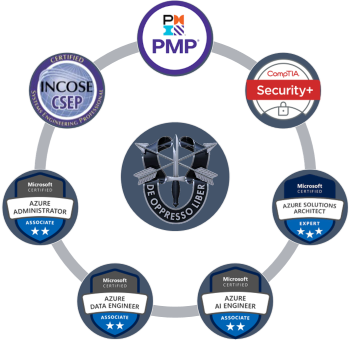 PMP
CERTIFIED
INCOSE
CSEP
SYSTEMS ENGINEERING PROFESSIONAL
CompTIA
Security+
DE OPPRESSO LIBER
Microsoft
CERTIFIED
AZURE
ADMINISTRATOR
ASSOCIATE
Microsoft
CERTIFIED
AZURE SOLUTIONS
ARCHITECT
EXPERT
Microsoft
CERTIFIED
AZURE
DATA ENGINEER
ASSOCIATE
Microsoft
CERTIFIED
AZURE
AI ENGINEER
ASSOCIATE